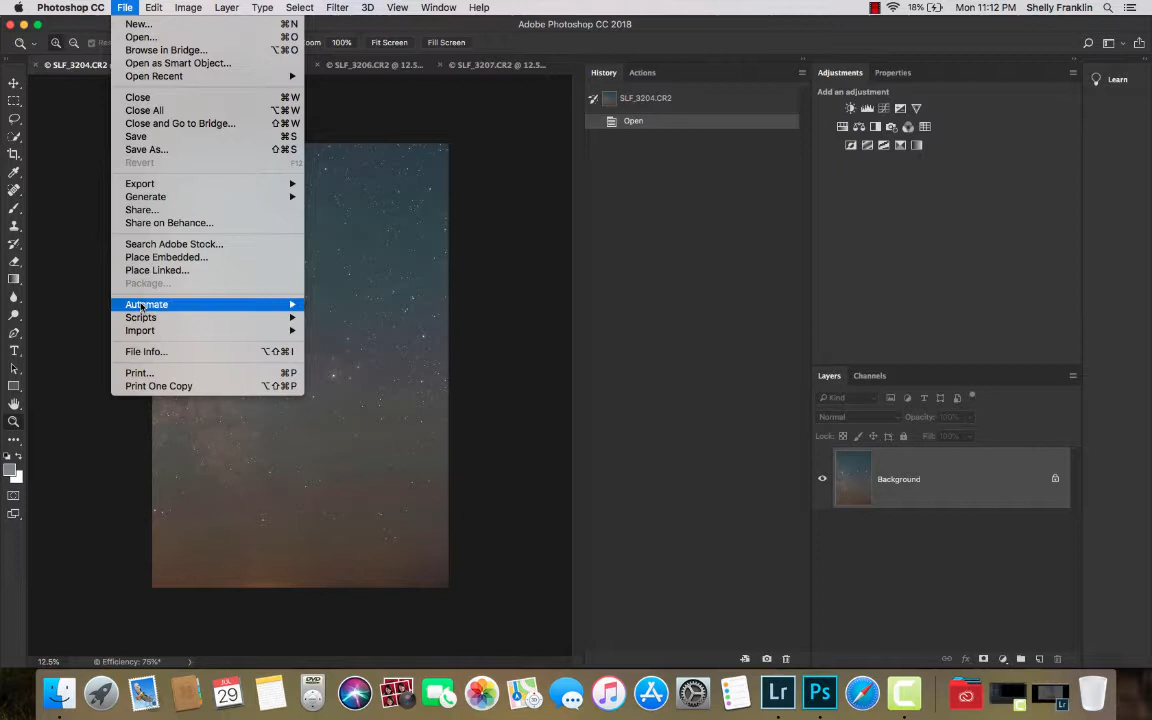 Photoshop CC File Edit Image Layer Type Select Filter 3D View Window Help 18% Mon 11:12 PM Shelly Franklin
Adobe Photoshop CC 2018
oom 100% Fit Screen Fill Screen
© SLF_3204.CR2 © SLF_3206.CR2 @ 12.5... × © SLF_3207.CR2 @ 12.5...
New... ⌘N
Open... ⌘O
Browse in Bridge... ⌥⌘O
Open as Smart Object...
Open Recent
Close ⌘W
Close All ⌥⌘W
Close and Go to Bridge... ⇧⌘W
Save ⌘S
Save As... ⇧⌘S
Revert F12
Export
Generate
Share...
Share on Behance...
Search Adobe Stock...
Place Embedded...
Place Linked...
Package...
Automate
Scripts
Import
File Info... ⌥⇧⌘I
Print... ⌘P
Print One Copy ⌥⇧⌘P
History Actions
SLF_3204.CR2
Open
Adjustments Properties
Add an adjustment
Learn
Layers Channels
Kind
Normal Opacity: 100%
Lock: Fill: 100%
Background
12.5% Efficiency: 75%*
JUL
29
Lr Ps